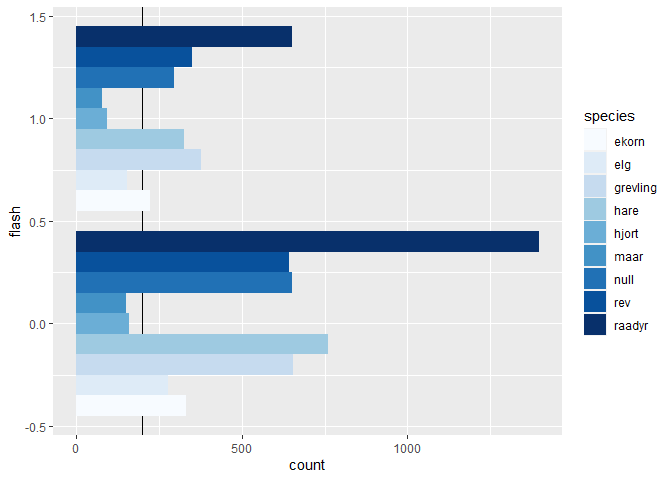 1.5
1.0
0.5
0.0
-0.5
flash
0
500
1000
count
species
ekorn
elg
grevling
hare
hjort
maar
null
rev
raadyr